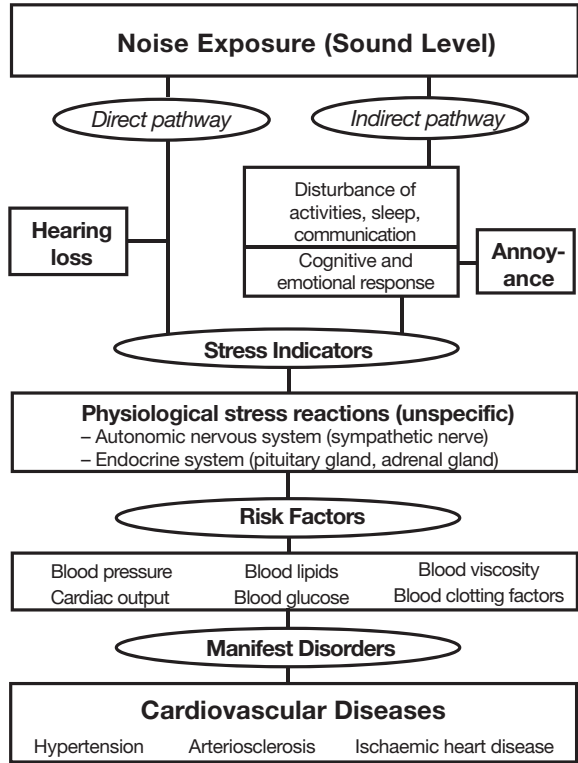 Noise Exposure (Sound Level)
Direct pathway
Indirect pathway
Disturbance of
activities, sleep,
communication
Hearing
loss
Cognitive and
emotional response
Annoy-
ance
Stress Indicators
Physiological stress reactions (unspecific)
– Autonomic nervous system (sympathetic nerve)
– Endocrine system (pituitary gland, adrenal gland)
Risk Factors
Blood pressure Blood lipids Blood viscosity
Cardiac output Blood glucose Blood clotting factors
Manifest Disorders
Cardiovascular Diseases
Hypertension Arteriosclerosis Ischaemic heart disease